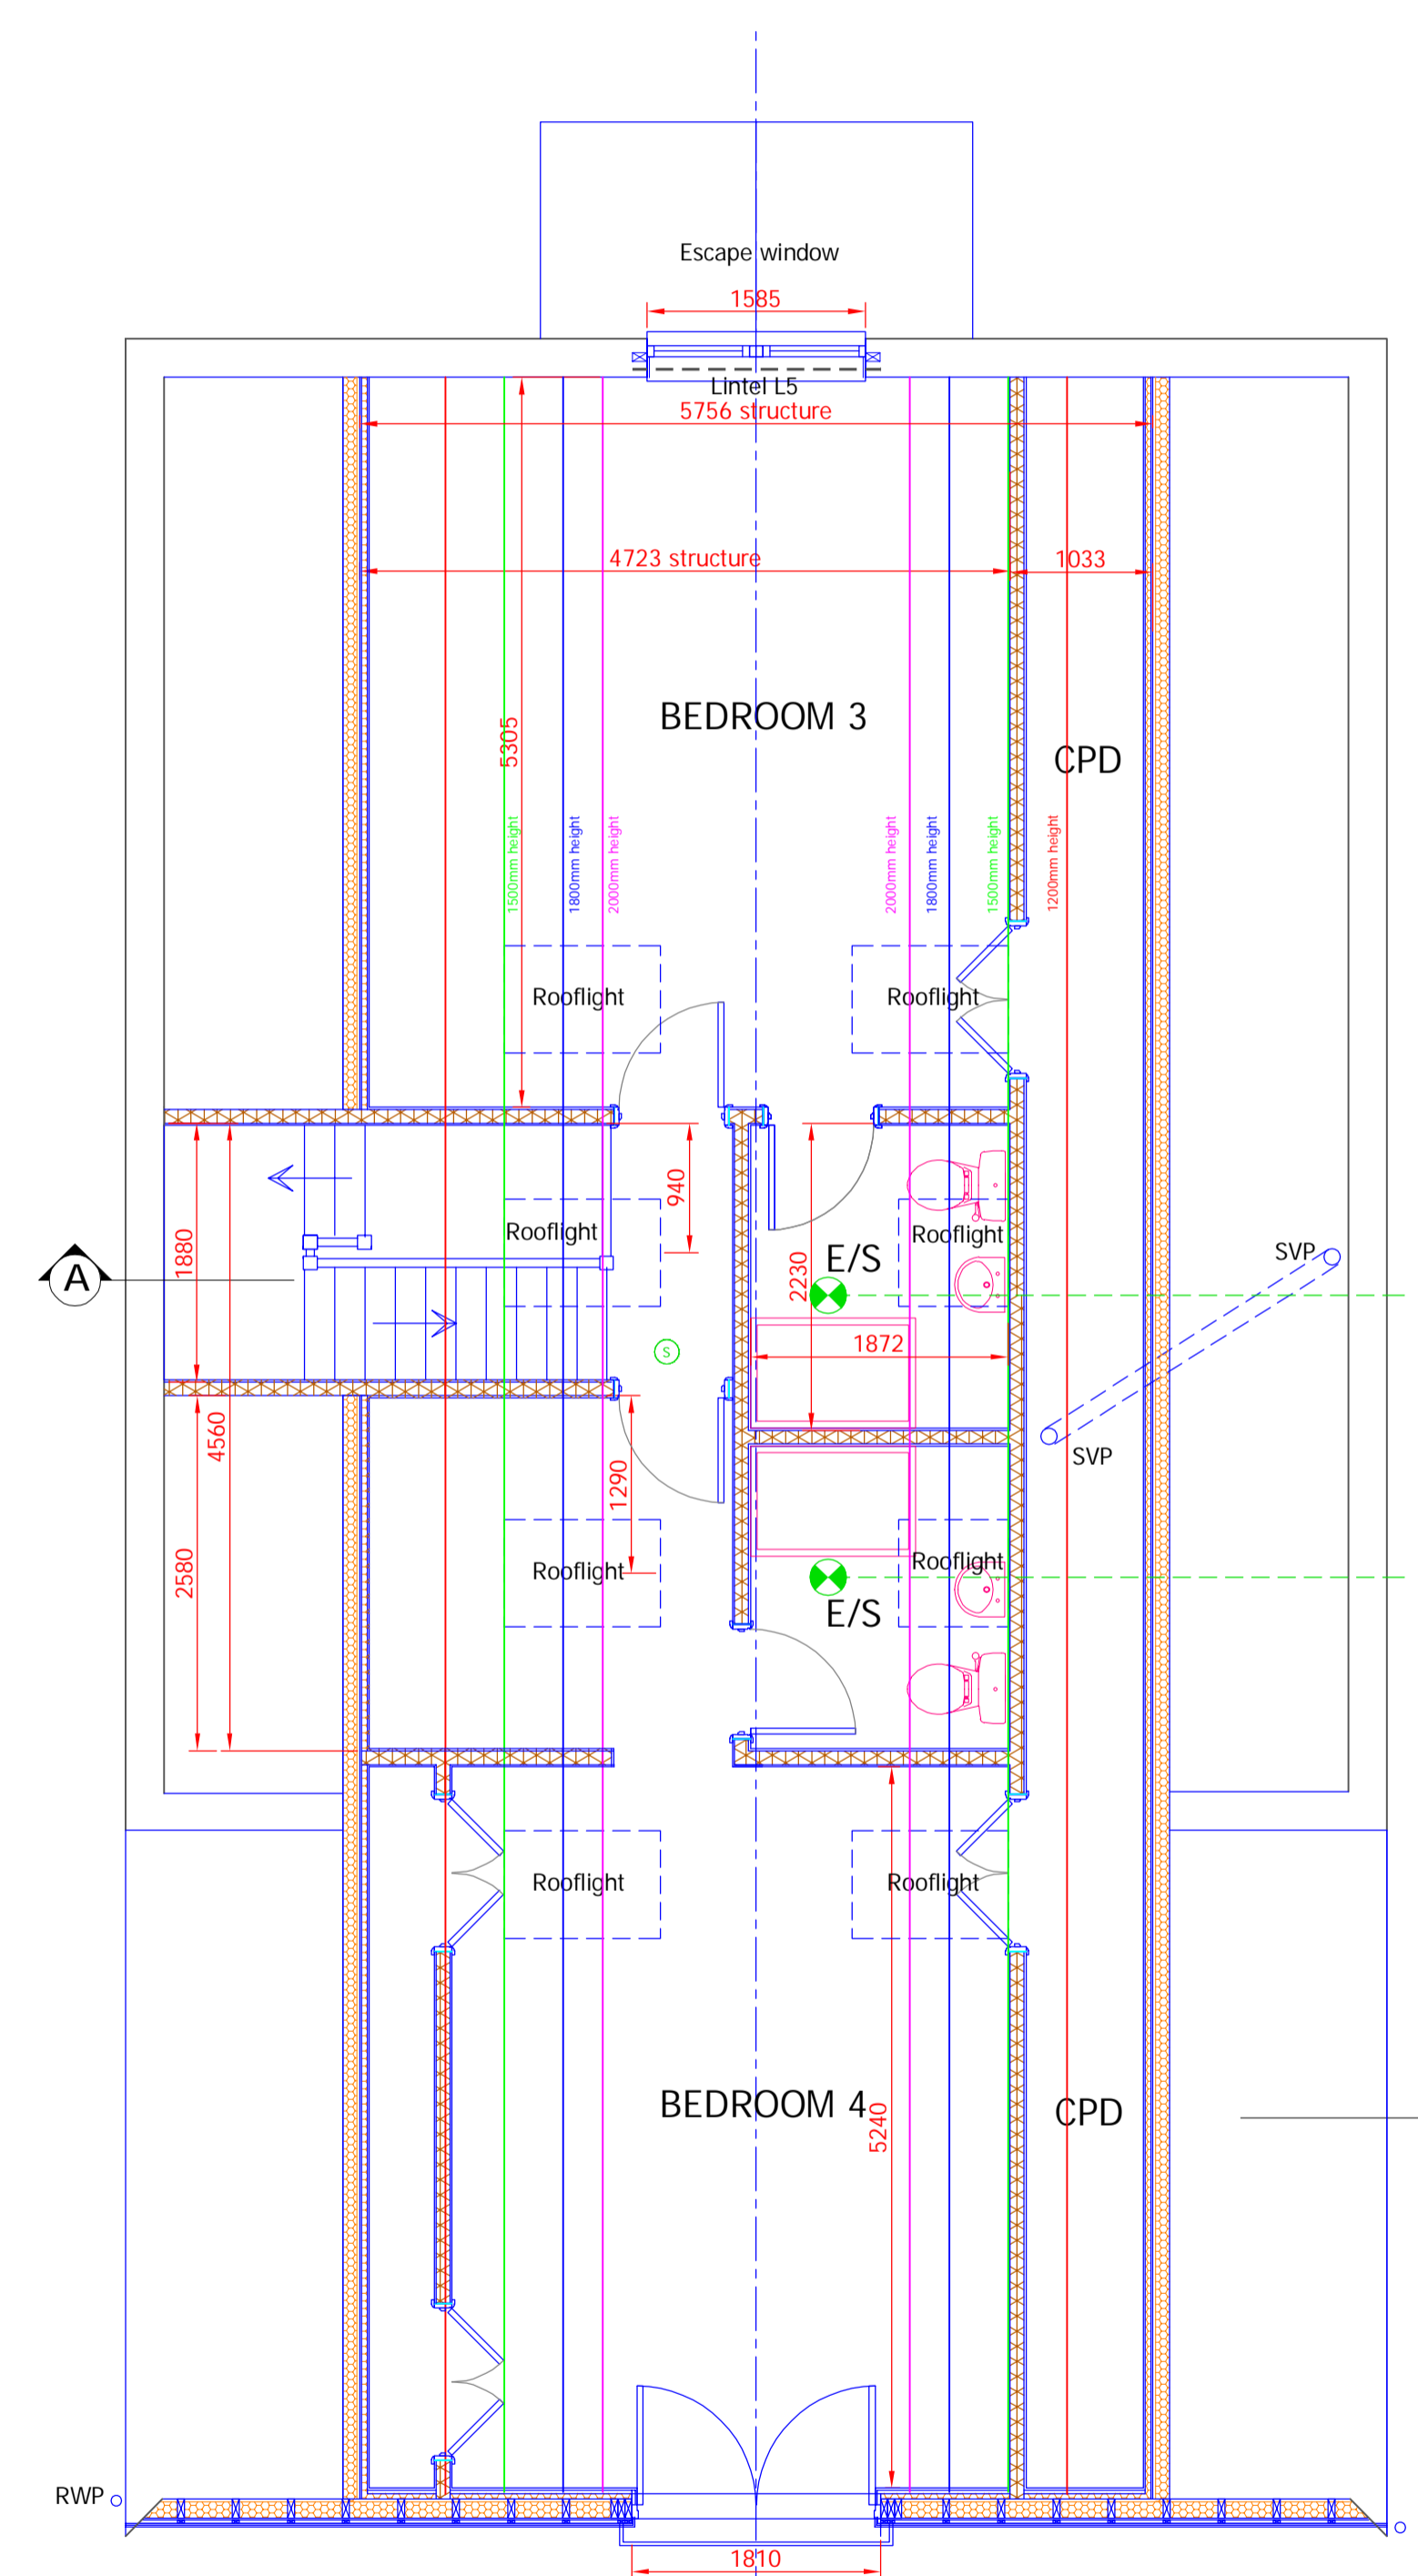 Escape window
1585
Lintel L5
5756 structure
4723 structure
1033
BEDROOM 3
5305
CPD
1500mm height
1800mm height
2000mm height
2000mm height
1800mm height
1500mm height
1200mm height
Rooflight
Rooflight
940
1880
Rooflight
Rooflight
E/S
2230
SVP
A
S
1872
4560
SVP
1290
2580
Rooflight
Rooflight
E/S
Rooflight
Rooflight
BEDROOM 4
5240
CPD
RWP
1810